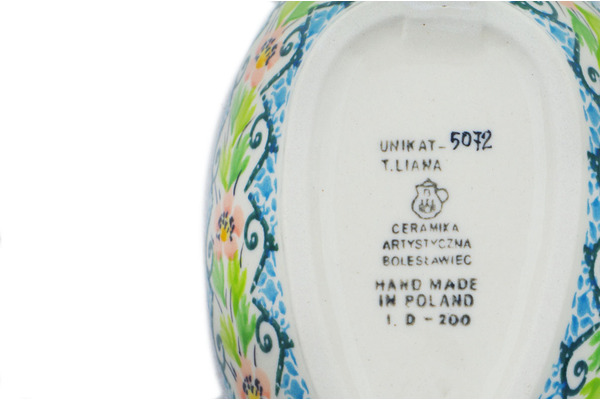 UNIKAT-5072
T.LIANA
CERAMIKA
ARTYSTYCZNA
BOLESŁAWIEC
HAND MADE
IN POLAND
I. D-200